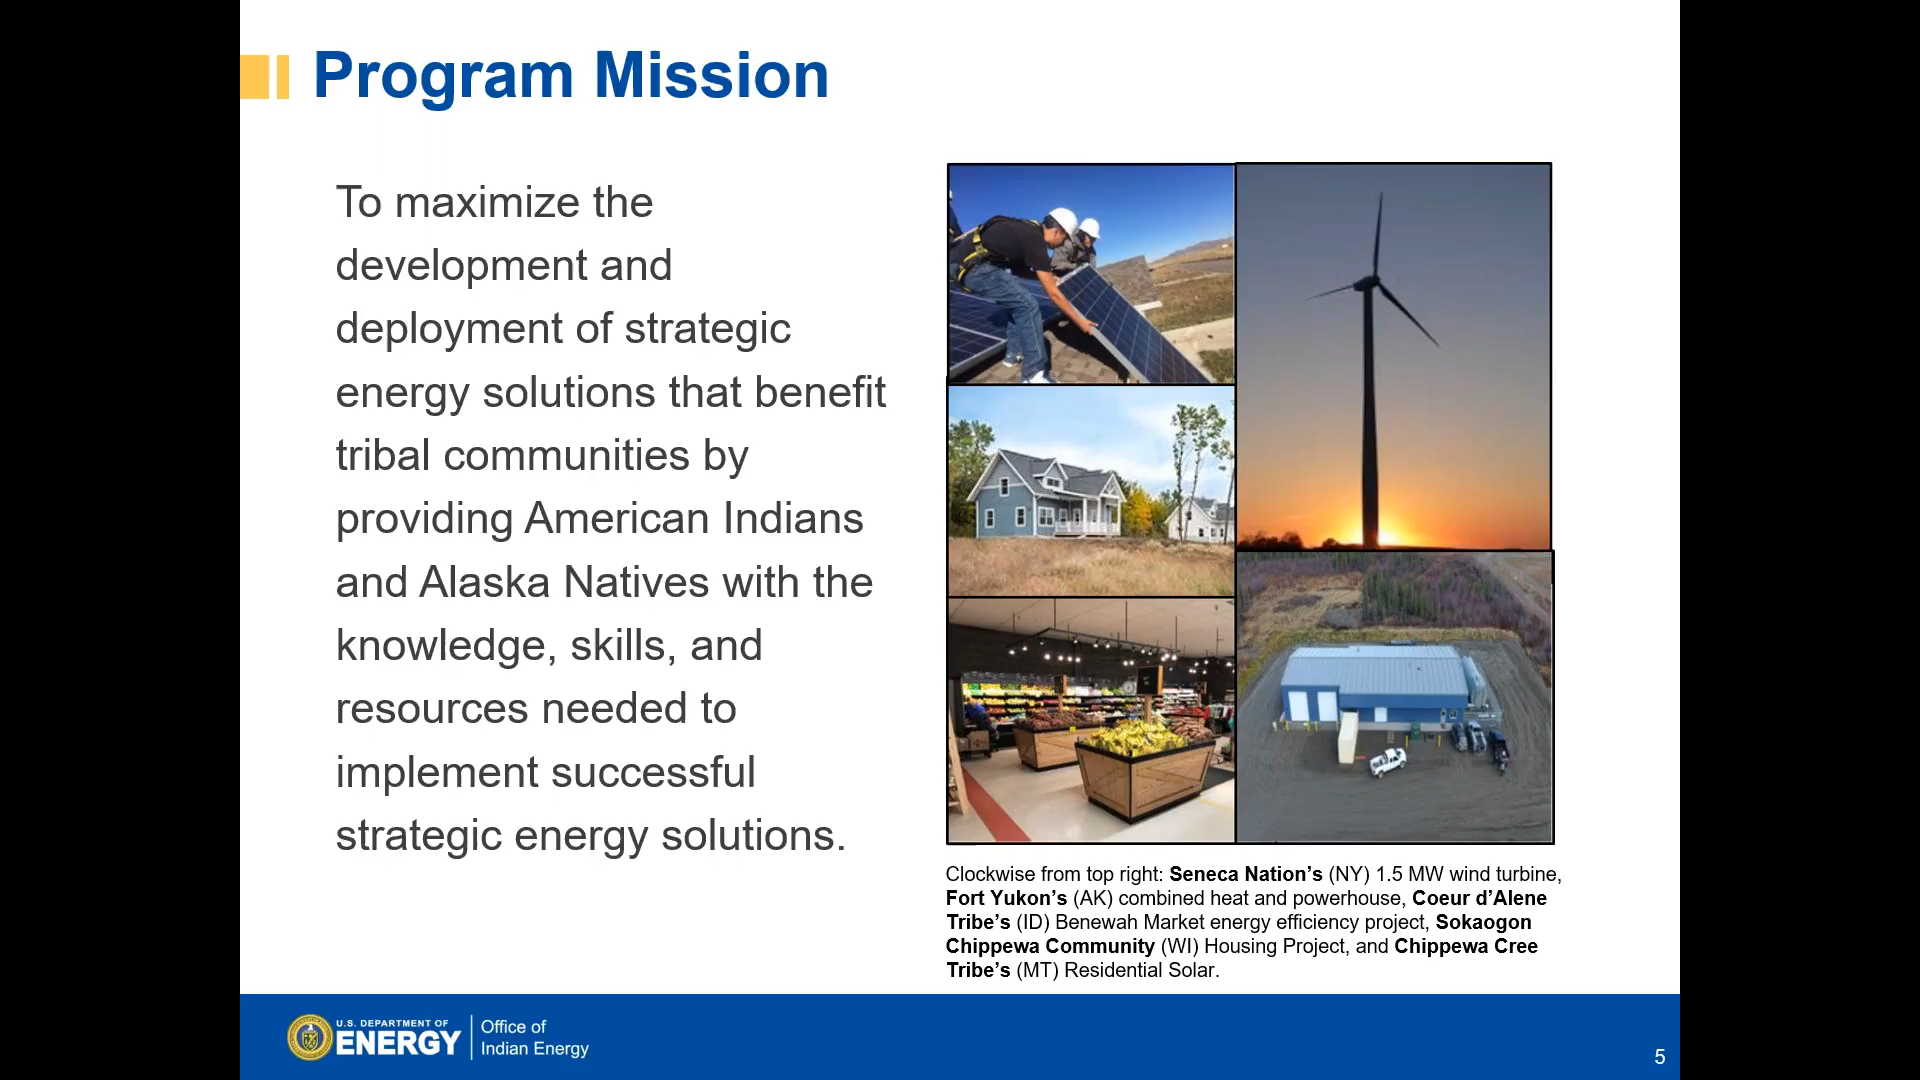 Program Mission
To maximize the
development and
deployment of strategic
energy solutions that benefit
tribal communities by
providing American Indians
and Alaska Natives with the
knowledge, skills, and
resources needed to
implement successful
strategic energy solutions.
Clockwise from top right: Seneca Nation’s (NY) 1.5 MW wind turbine,
Fort Yukon’s (AK) combined heat and powerhouse, Coeur d’Alene
Tribe’s (ID) Benewah Market energy efficiency project, Sokaogon
Chippewa Community (WI) Housing Project, and Chippewa Cree
Tribe’s (MT) Residential Solar.
U.S. DEPARTMENT OF
ENERGY
Office of
Indian Energy
5